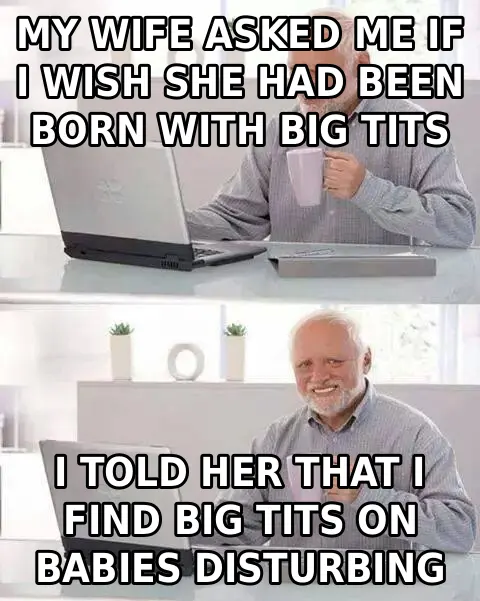 MY WIFE ASKED ME IF
I WISH SHE HAD BEEN
BORN WITH BIG TITS
I TOLD HER THAT I
FIND BIG TITS ON
BABIES DISTURBING